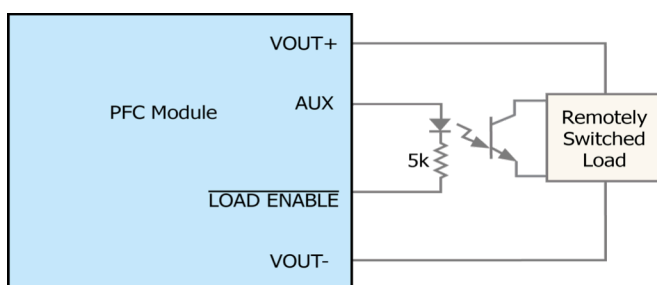 VOUT+
PFC Module
AUX
5k
LOAD ENABLE
VOUT-
Remotely
Switched
Load